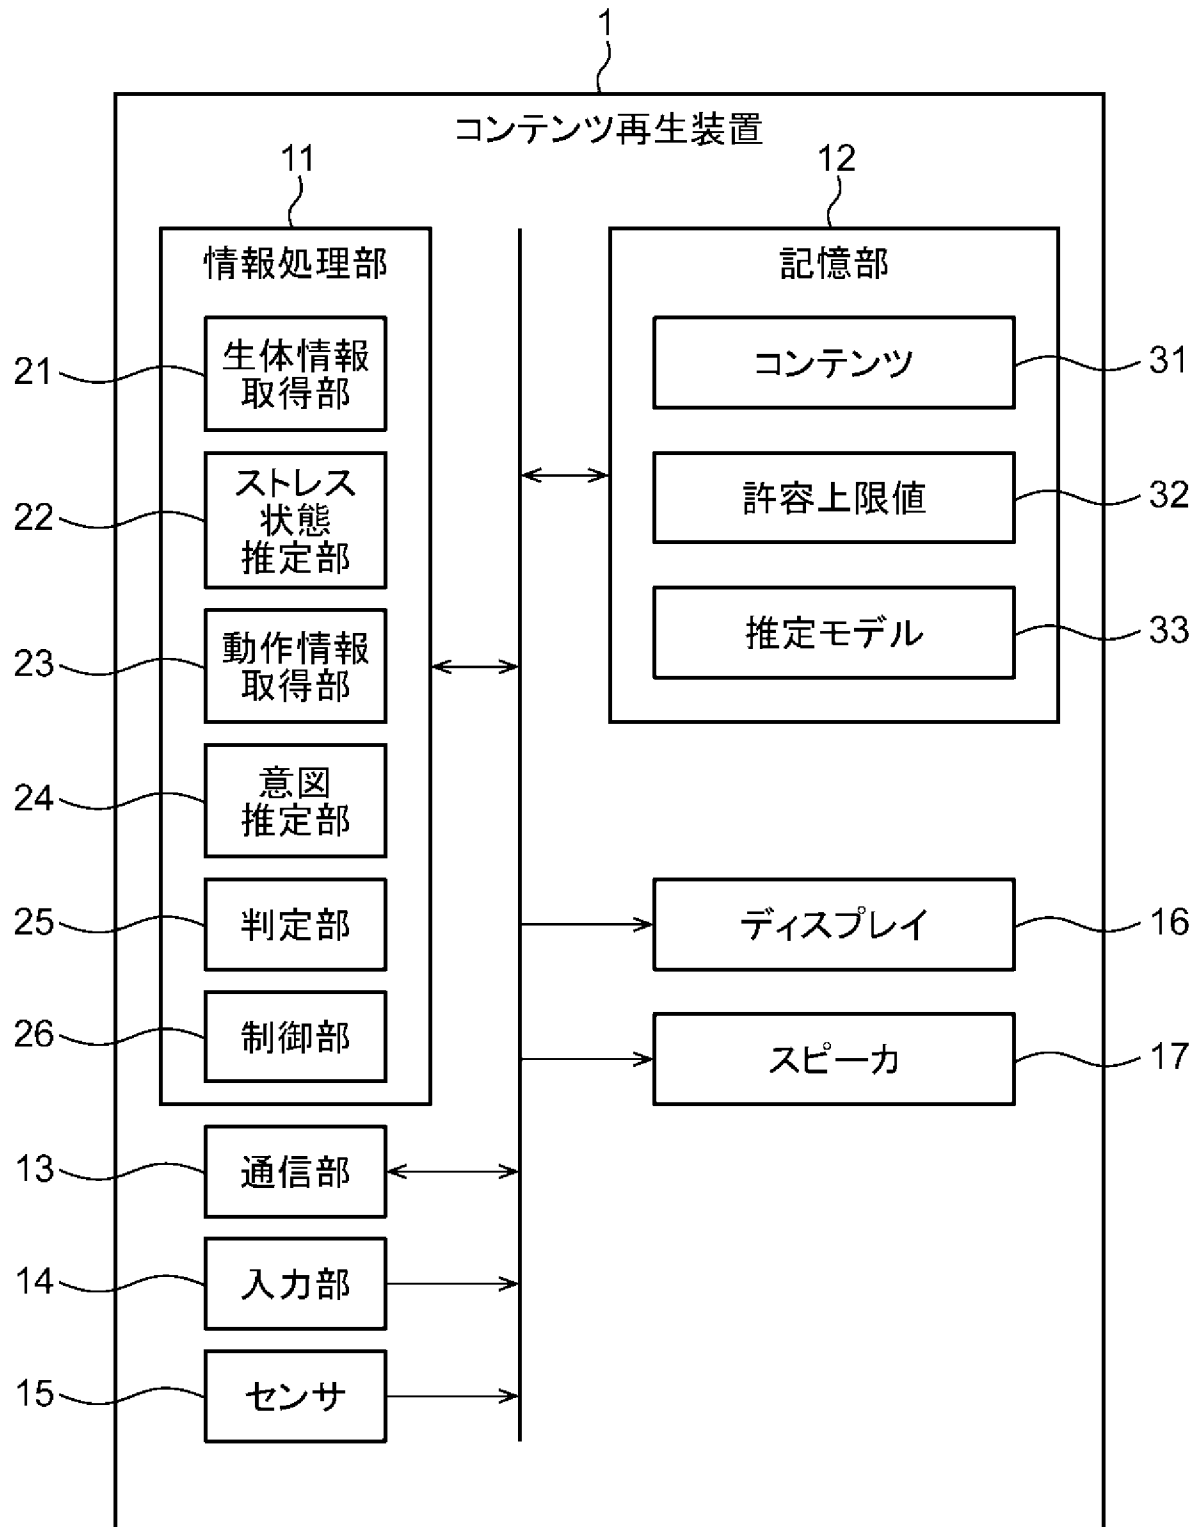 1
コンテンツ再生装置
11
情報処理部
21
生体情報
取得部
22
ストレス
状態
推定部
23
動作情報
取得部
24
意図
推定部
25
判定部
26
制御部
13
通信部
14
入力部
15
センサ
12
記憶部
コンテンツ
31
許容上限値
32
推定モデル
33
ディスプレイ
16
スピーカ
17